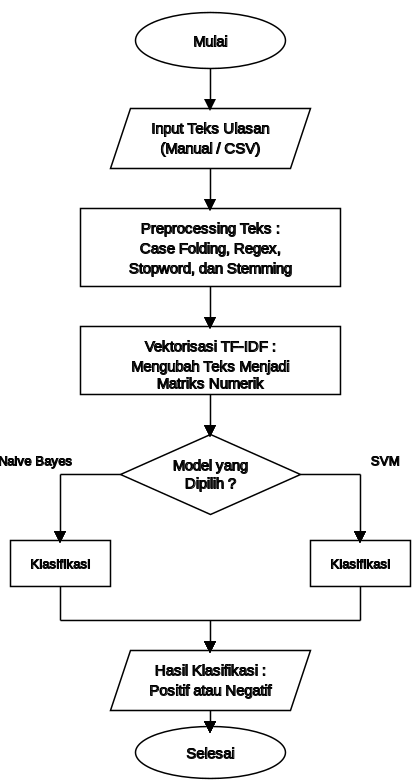 Mulai
Input Teks Ulasan
(Manual / CSV)
Preprocessing Teks :
Case Folding, Regex,
Stopword, dan Stemming
Vektorisasi TF-IDF :
Mengubah Teks Menjadi
Matriks Numerik
Model yang
Dipilih ?
Naive Bayes
SVM
Klasifikasi
Klasifikasi
Hasil Klasifikasi :
Positif atau Negatif
Selesai